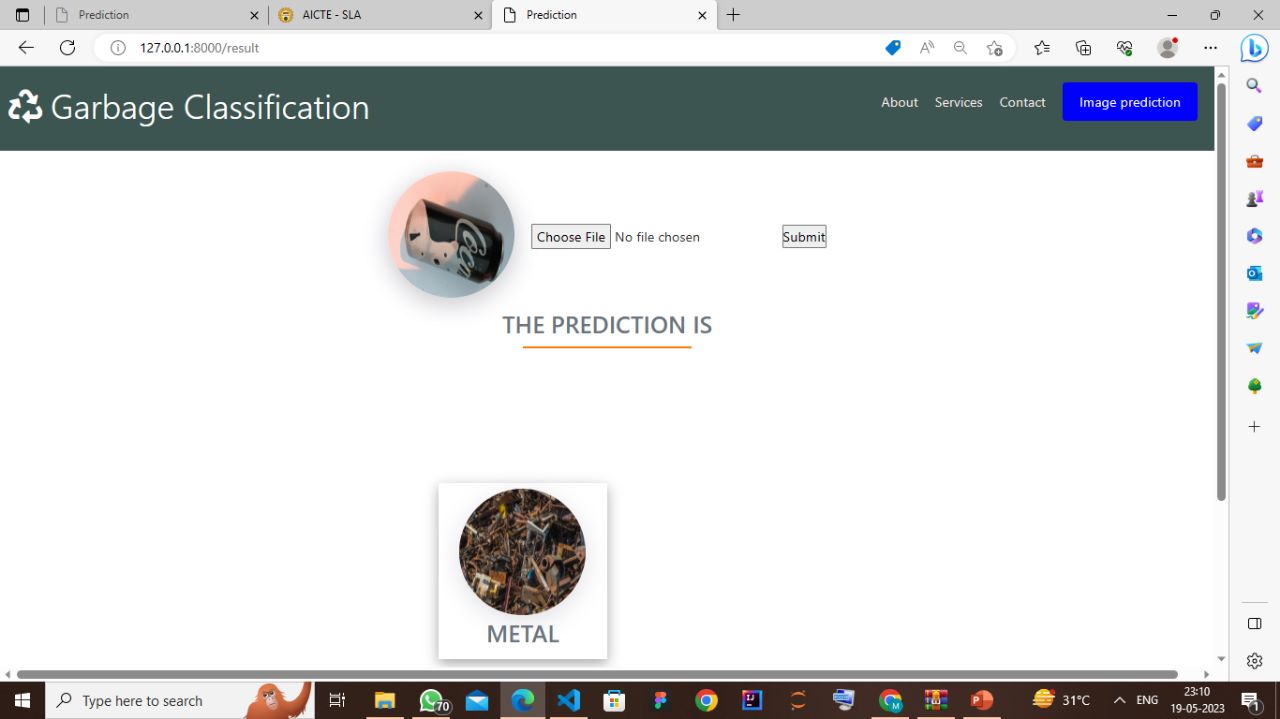 Prediction
AICTE - SLA
Prediction
127.0.0.1:8000/result
Garbage Classification
About
Services
Contact
Image prediction
Choose File No file chosen
Submit
THE PREDICTION IS
METAL
Type here to search
70
M
31°C
ENG
23:10
19-05-2023
1